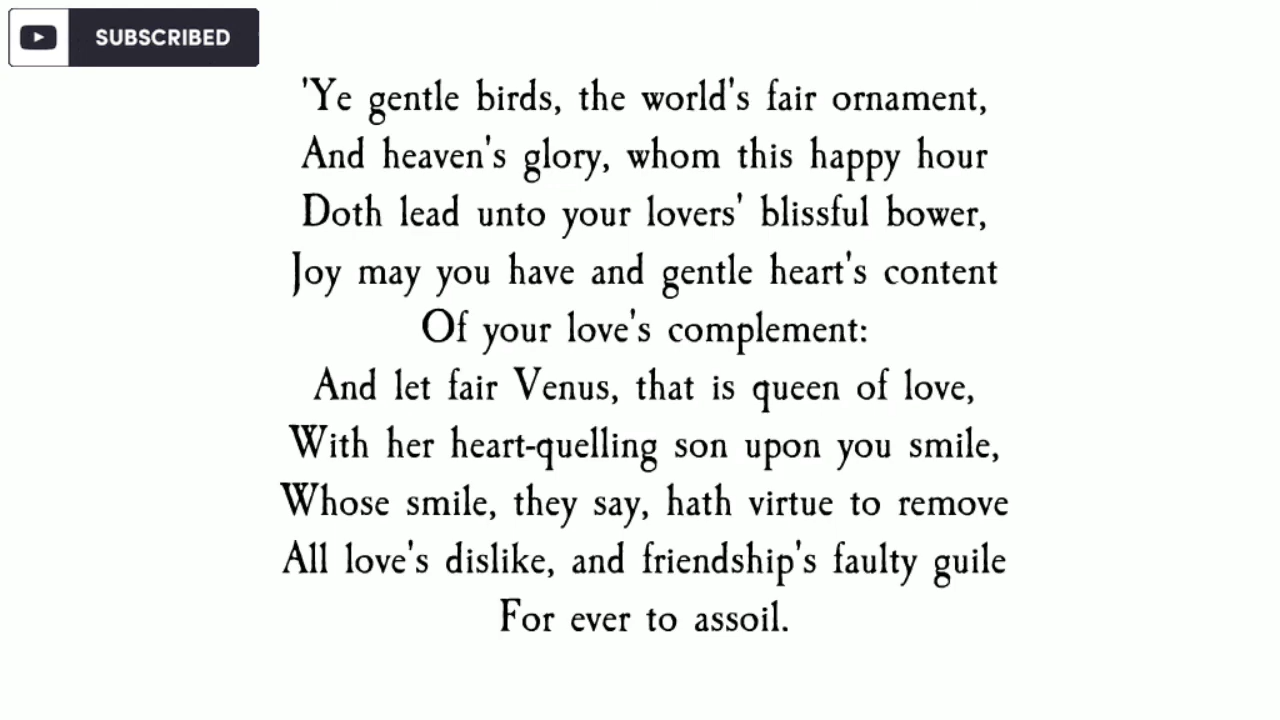 SUBSCRIBED
'Ye gentle birds, the world's fair ornament,
And heaven's glory, whom this happy hour
Doth lead unto your lovers' blissful bower,
Joy may you have and gentle heart's content
Of your love's complement:
And let fair Venus, that is queen of love,
With her heart-quelling son upon you smile,
Whose smile, they say, hath virtue to remove
All love's dislike, and friendship's faulty guile
For ever to assoil.